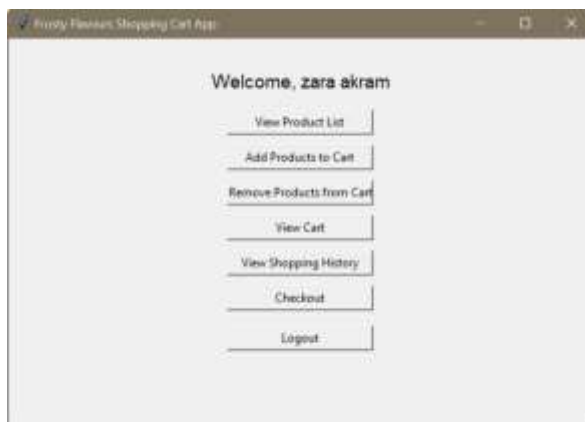 Frosty Flavours Shopping Cart App
Welcome, zara akram
View Product List
Add Products to Cart
Remove Products from Cart
View Cart
View Shopping History
Checkout
Logout